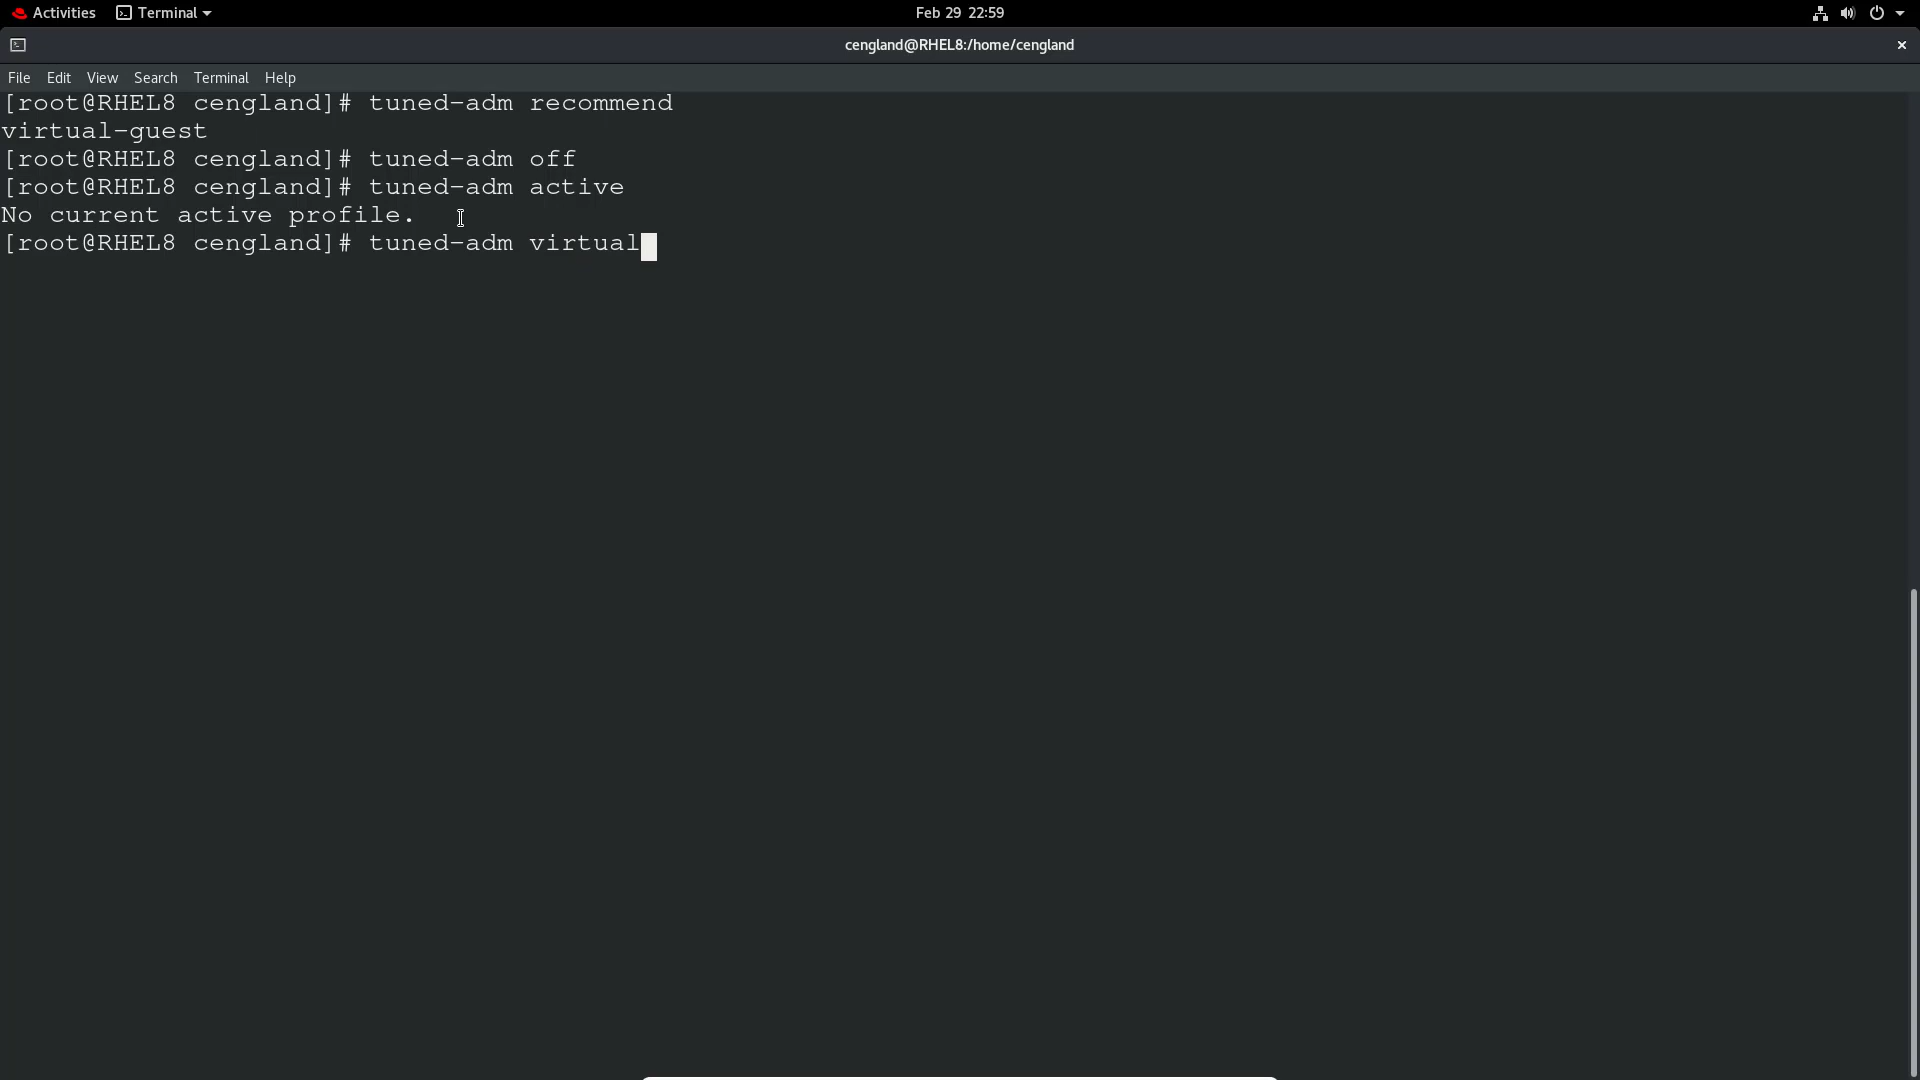 Activities Terminal Feb 29 22:59
cengland@RHEL8:/home/cengland
File Edit View Search Terminal Help
[root@RHEL8 cengland]# tuned-adm recommend
virtual-guest
[root@RHEL8 cengland]# tuned-adm off
[root@RHEL8 cengland]# tuned-adm active
No current active profile.
[root@RHEL8 cengland]# tuned-adm virtual